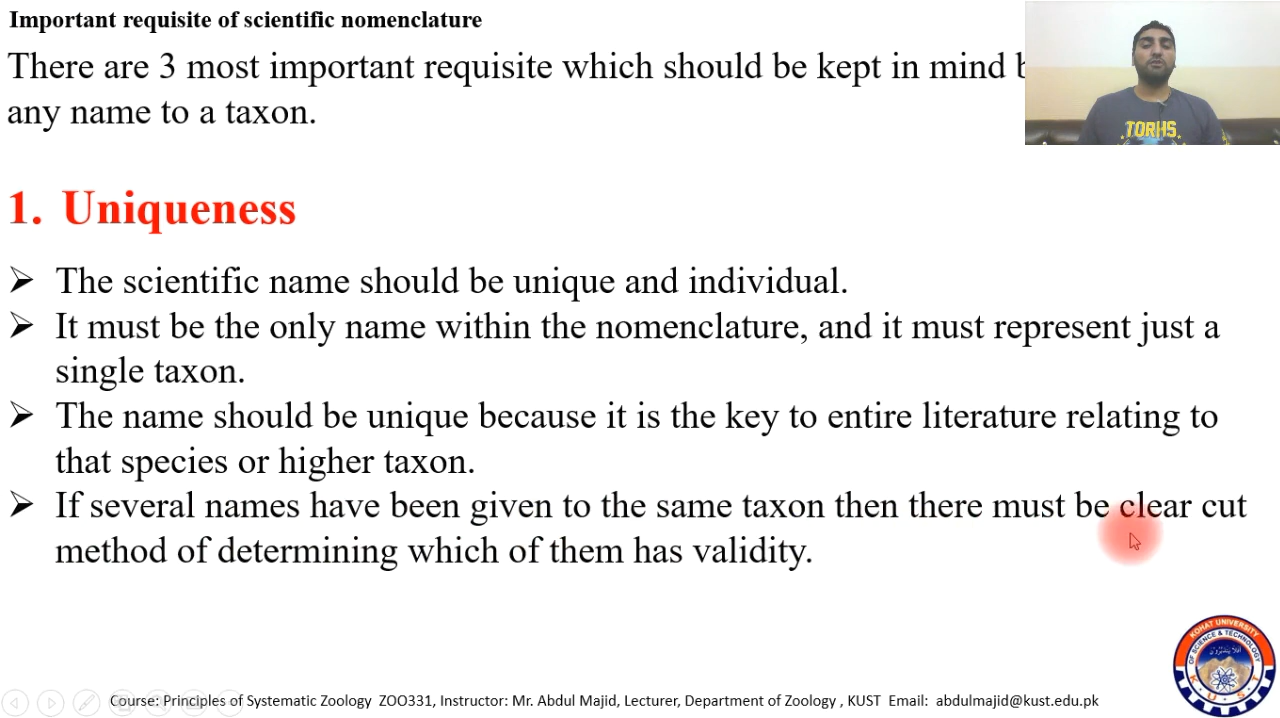 Important requisite of scientific nomenclature
There are 3 most important requisite which should be kept in mind
any name to a taxon.
TORHS
1. Uniqueness
➢ The scientific name should be unique and individual.
➢ It must be the only name within the nomenclature, and it must represent just a
single taxon.
➢ The name should be unique because it is the key to entire literature relating to
that species or higher taxon.
➢ If several names have been given to the same taxon then there must be clear cut
method of determining which of them has validity.
KOHAT UNIVERSITY
OF SCIENCE & TECHNOLOGY
K U S T
Course: Principles of Systematic Zoology ZOO331, Instructor: Mr. Abdul Majid, Lecturer, Department of Zoology , KUST Email: abdulmajid@kust.edu.pk